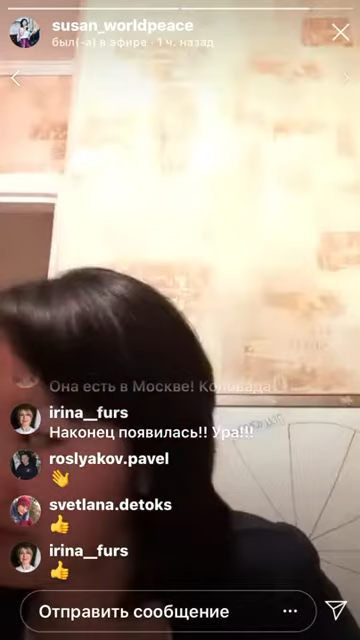 susan_worldpeace
был(-а) в эфире · 1 ч. назад
Она есть в Москве! Коловада
irina__furs
Наконец появилась!! Ура!!!
roslyakov.pavel
svetlana.detoks
irina__furs
Отправить сообщение